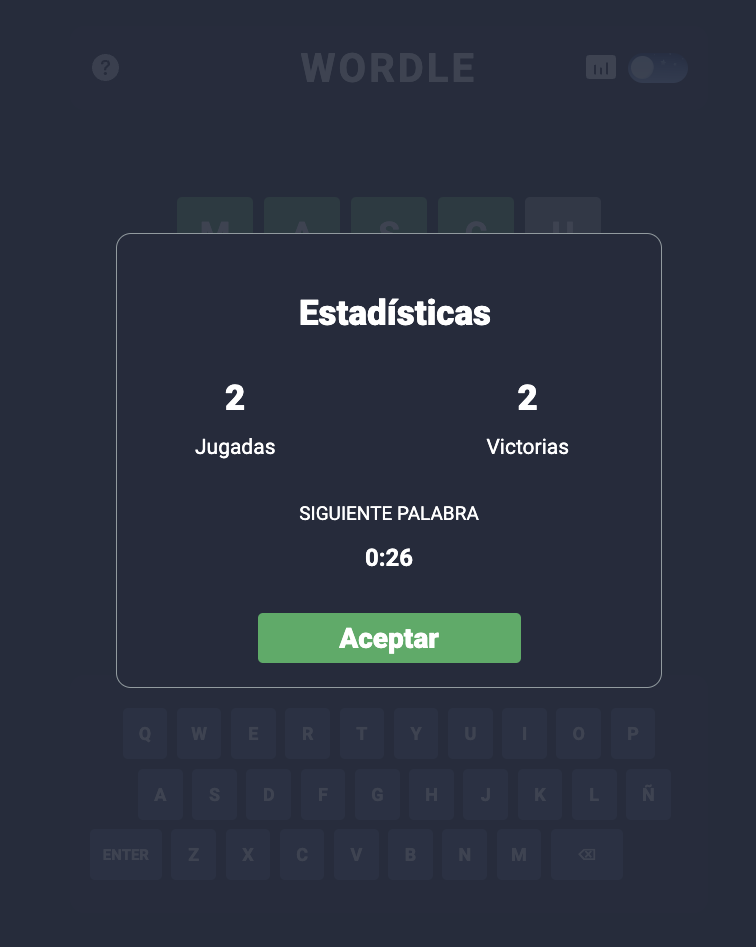 ?
WORDLE
M A S C U
Estadísticas
2 2
Jugadas Victorias
SIGUIENTE PALABRA
0:26
Aceptar
Q W E R T Y U I O P
A S D F G H J K L Ñ
ENTER Z X C V B N M